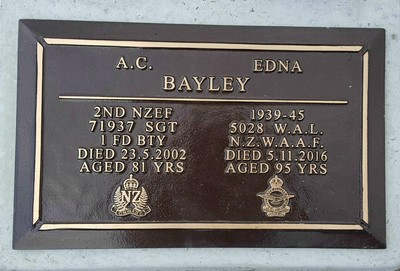 A.C. EDNA
BAYLEY
2ND NZEF 1939-45
71937 SGT 5028 W.A.L.
1 FD BTY N.Z.W.A.A.F.
DIED 23.5.2002 DIED 5.11.2016
AGED 81 YRS AGED 95 YRS
NZ